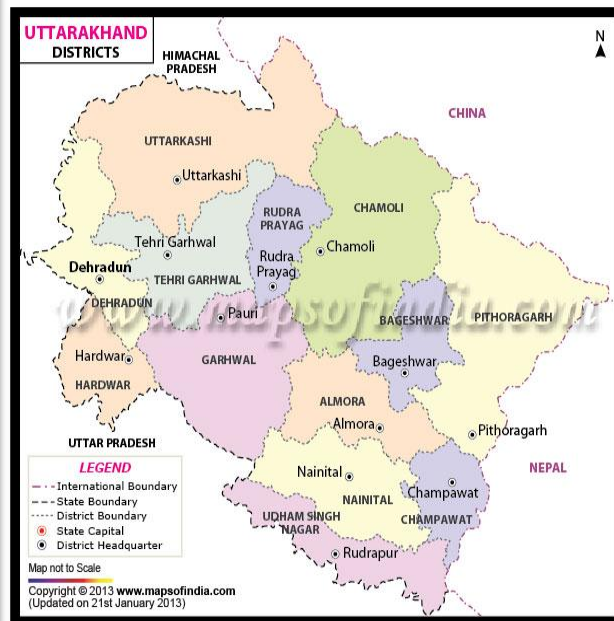 UTTARAKHAND
DISTRICTS
N
HIMACHAL
PRADESH
CHINA
UTTARKASHI
Uttarkashi
CHAMOLI
RUDRA
PRAYAG
Tehri Garhwal
Chamoli
Rudra
Prayag
Dehradun
TEHRI GARHWAL
DEHRADUN
www.mapsofindia.com
Pauri
BAGESHWAR
PITHORAGARH
Hardwar
GARHWAL
Bageshwar
HARDWAR
ALMORA
Almora
Pithoragarh
UTTAR PRADESH
NEPAL
Nainital
NAINITAL
Champawat
CHAMPAWAT
UDHAM SINGH
NAGAR
Rudrapur
LEGEND
International Boundary
State Boundary
District Boundary
State Capital
District Headquarter
Map not to Scale
Copyright © 2013 www.mapsofindia.com
(Updated on 21st January 2013)